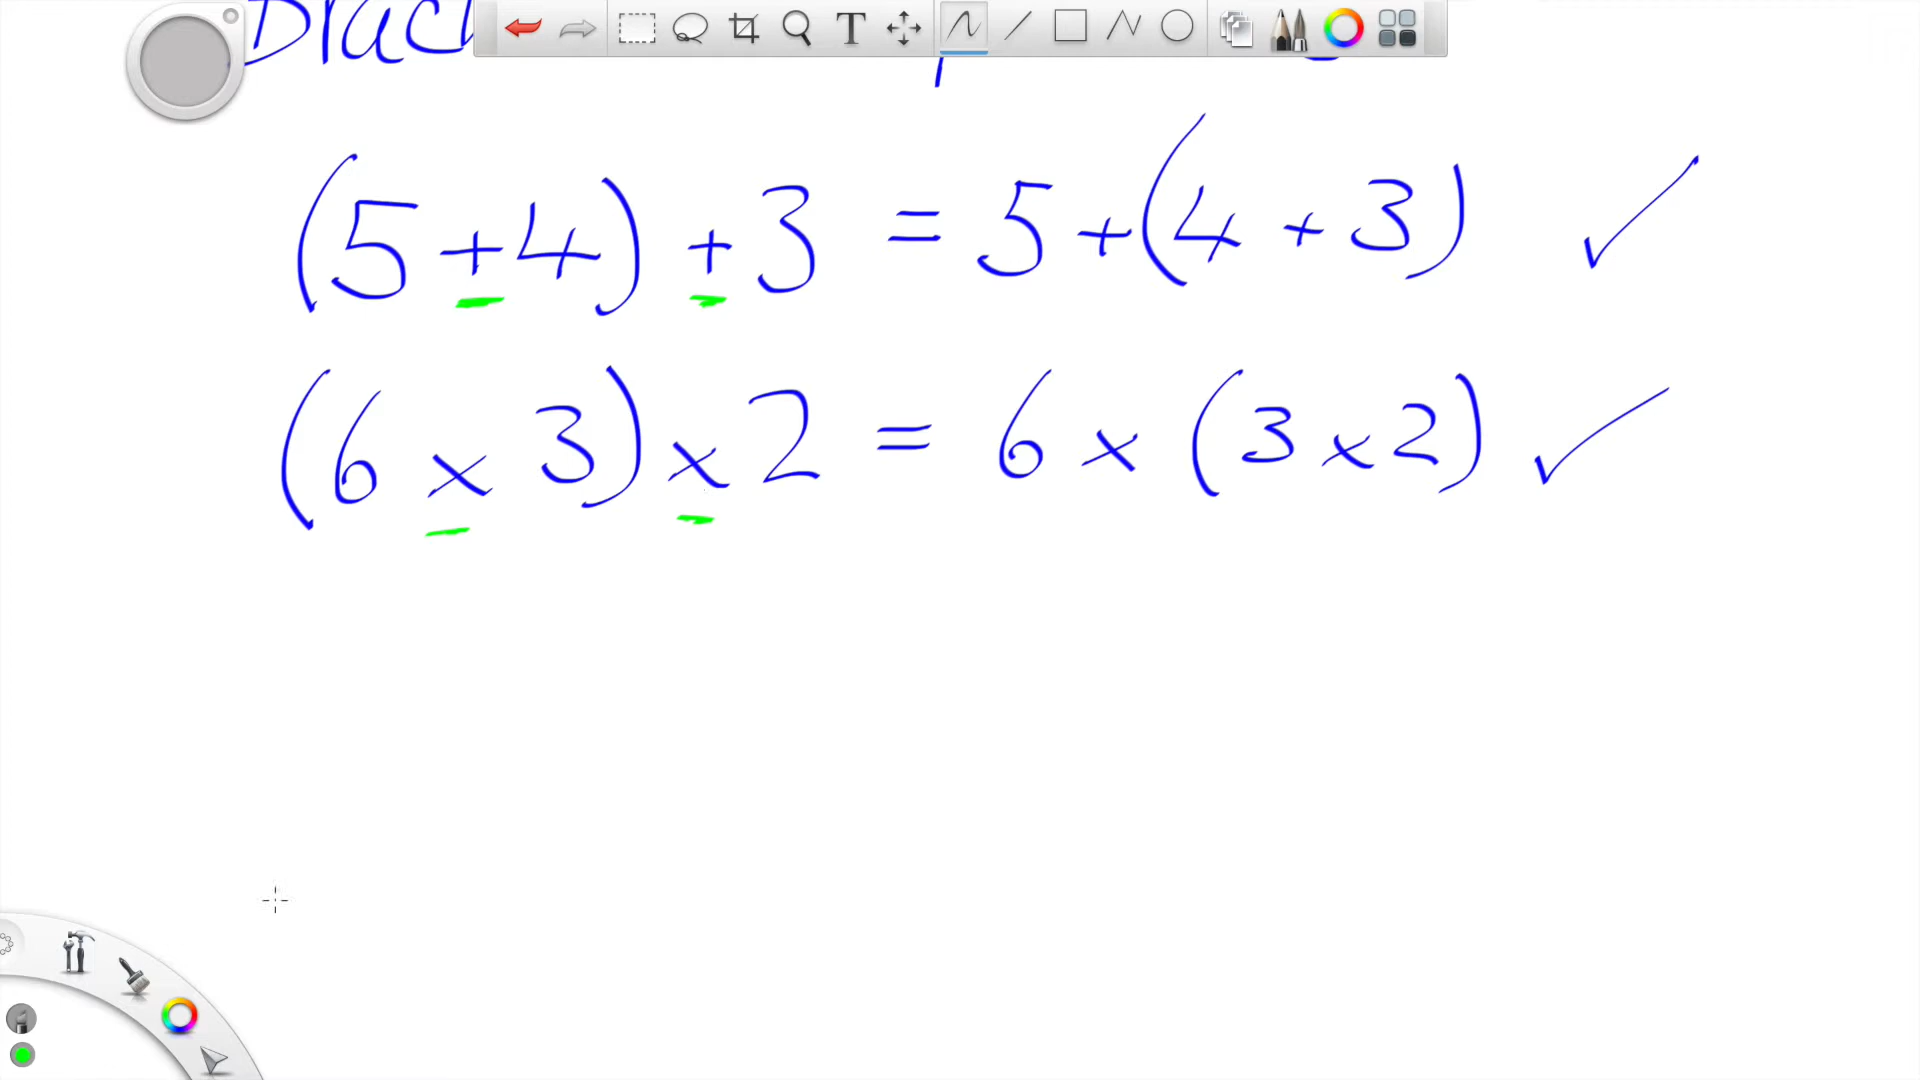 (5 + 4) + 3 = 5 + (4 + 3) ✓
(6 x 3) x 2 = 6 x (3 x 2) ✓